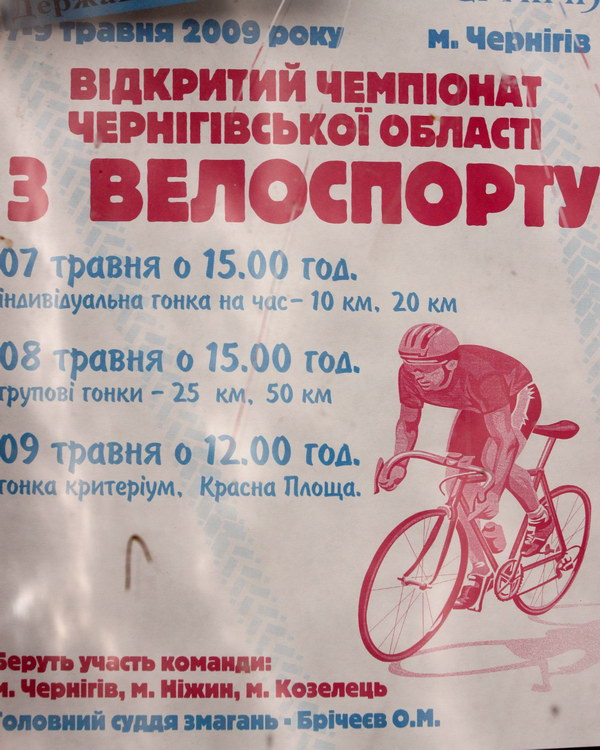 7-9 травня 2009 року м. Чернігів
ВІДКРИТИЙ ЧЕМПІОНАТ
ЧЕРНІГІВСЬКОЇ ОБЛАСТІ
З ВЕЛОСПОРТУ
07 травня о 15.00 год.
індивідуальна гонка на час – 10 км, 20 км
08 травня о 15.00 год.
групові гонки – 25 км, 50 км
09 травня о 12.00 год.
гонка критеріум, Красна Площа.
Беруть участь команди:
м. Чернігів, м. Ніжин, м. Козелець
Головний суддя змагань - Брічеєв О.М.